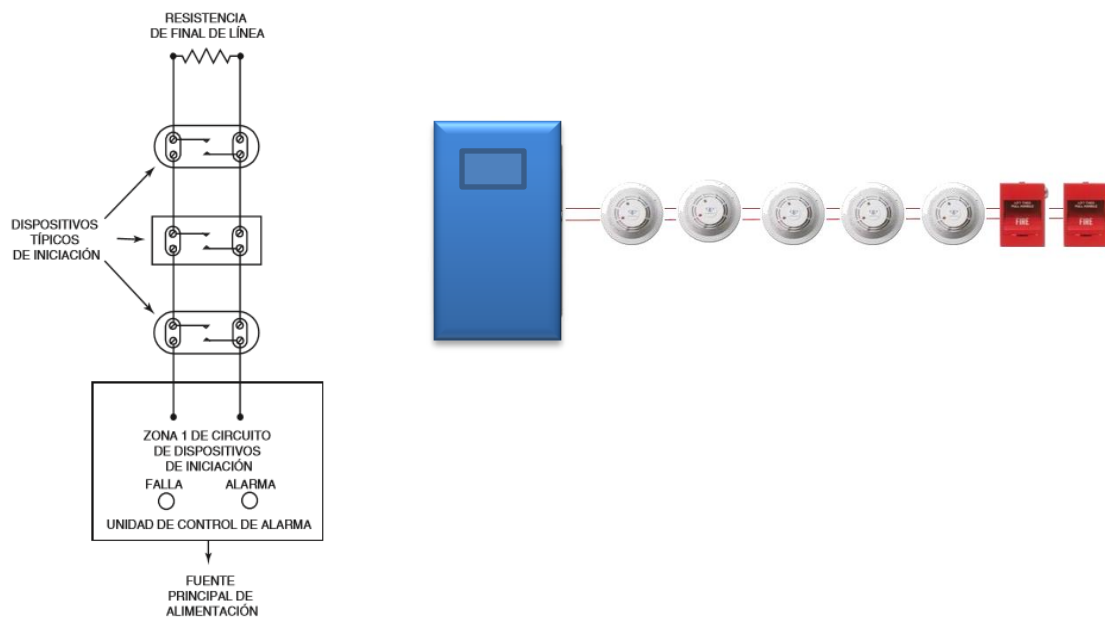 RESISTENCIA
DE FINAL DE LÍNEA
DISPOSITIVOS
TÍPICOS
DE INICIACIÓN
ZONA 1 DE CIRCUITO
DE DISPOSITIVOS
DE INICIACIÓN
FALLA ALARMA
UNIDAD DE CONTROL DE ALARMA
FUENTE
PRINCIPAL DE
ALIMENTACIÓN
FIRE
FIRE